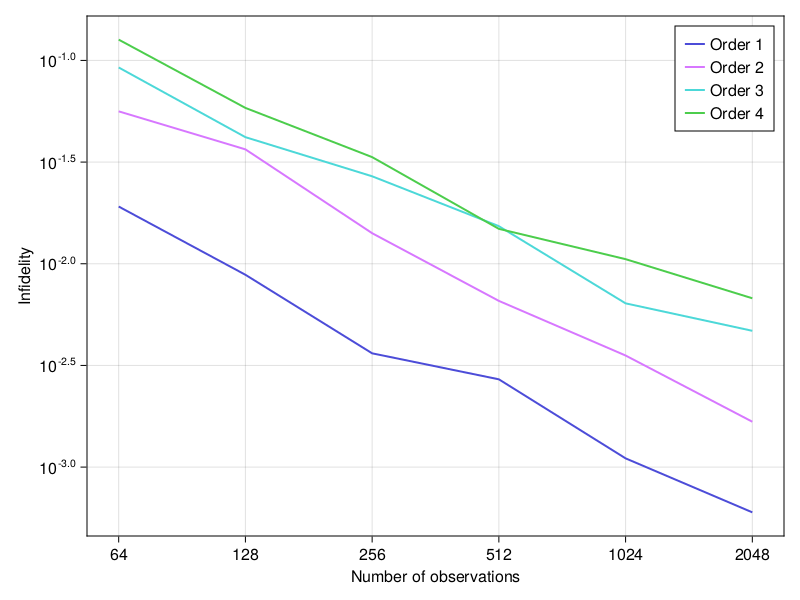 Order 1
Order 2
Order 3
Order 4
10^-1.0
10^-1.5
10^-2.0
10^-2.5
10^-3.0
Infidelity
64 128 256 512 1024 2048
Number of observations